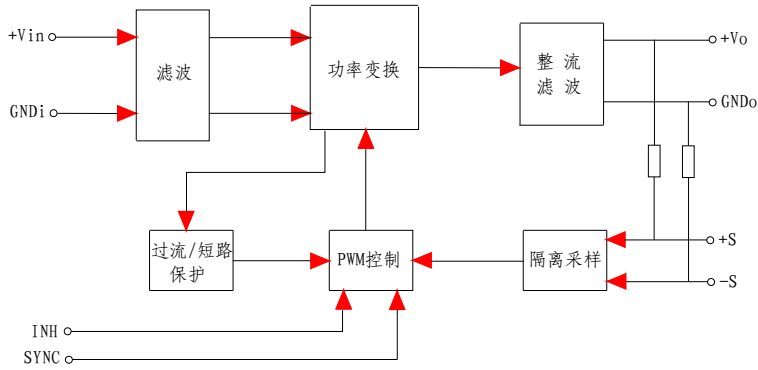 +Vin
滤波
功率变换
整 流
滤 波
+Vo
GNDi
GNDo
过流/短路
保护
PWM控制
隔离采样
+S
-S
INH
SYNC